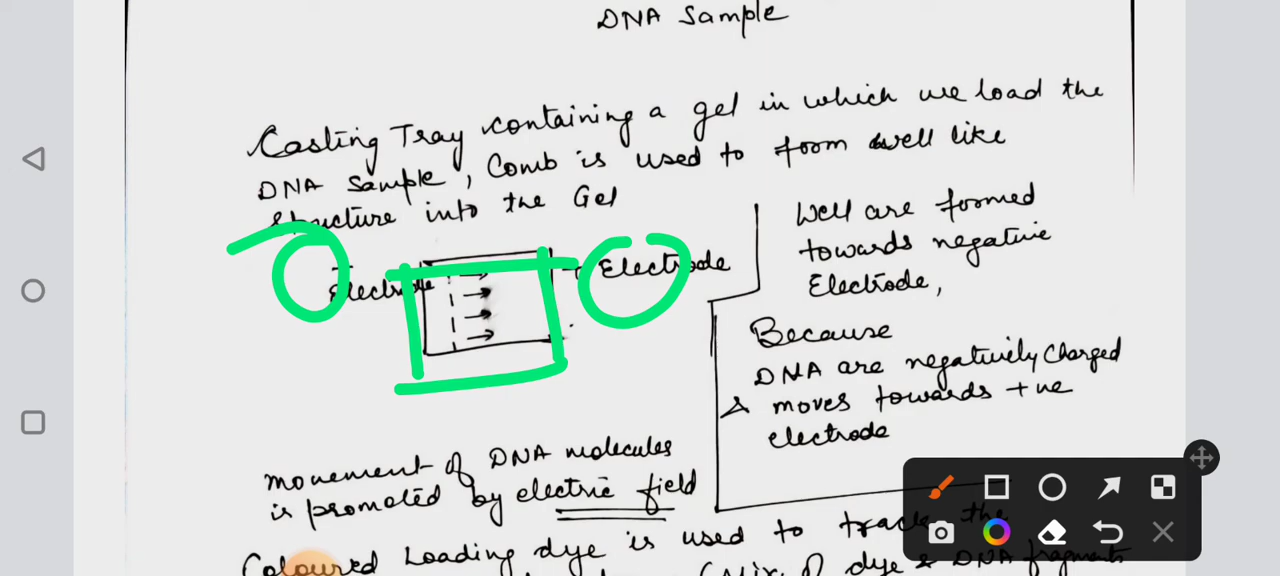 DNA Sample
Casting Tray containing a gel in which we load the
DNA sample, Comb is used to form well like
structure into the Gel
- Electrode
+ Electrode
Well are formed
towards negative
Electrode,
Because
DNA are negatively Charged
& moves towards +ve
electrode
movement of DNA molecules
is promoted by electric field
Coloured Loading dye is used to track the
dye & DNA fragments